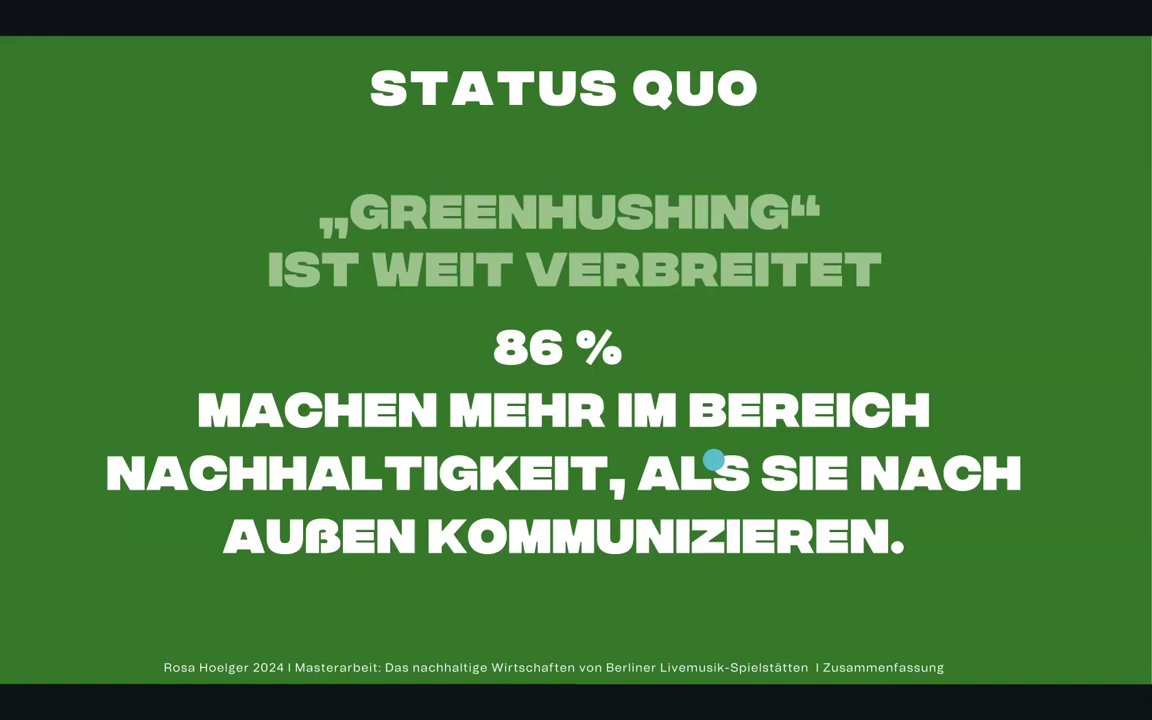 STATUS QUO
„GREENHUSHING“
IST WEIT VERBREITET
86 %
MACHEN MEHR IM BEREICH
NACHHALTIGKEIT, ALS SIE NACH
AUßEN KOMMUNIZIEREN.
Rosa Hoelger 2024 I Masterarbeit: Das nachhaltige Wirtschaften von Berliner Livemusik-Spielstätten I Zusammenfassung